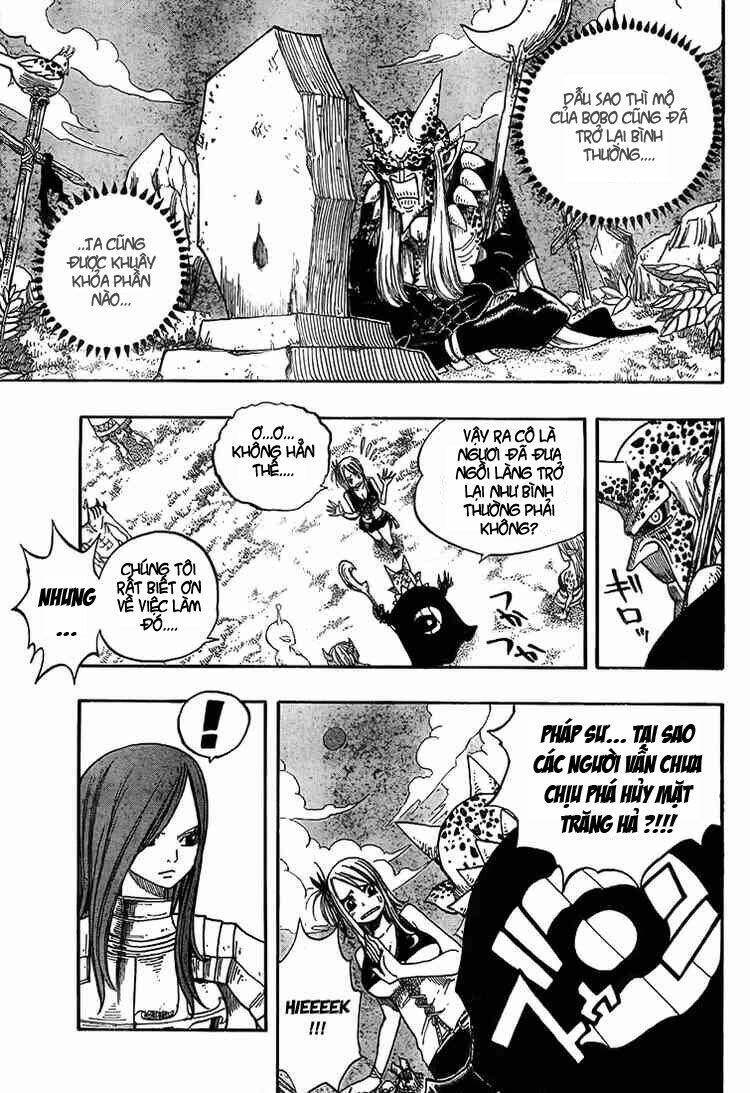 DẪU SAO THÌ MỘ
CỦA BOBO CŨNG ĐÃ
TRỞ LẠI BÌNH
THƯỜNG....
..TA CŨNG
ĐƯỢC KHUÂY
KHỎA PHẦN
NÀO...
VẬY RA CÔ LÀ
NGƯƠI ĐÃ ĐƯA
NGÔI LÀNG TRỞ
LẠI NHƯ BÌNH
THƯỜNG PHẢI
KHÔNG?
Ơ...Ơ...
KHÔNG HẲN
THẾ....
CHÚNG TÔI
RẤT BIẾT ƠN
VỀ VIỆC LÀM
ĐÓ....
NHƯNG
...
ギロ
PHÁP SƯ... TẠI SAO
CÁC NGƯỜI VẪN CHƯA
CHỊU PHÁ HỦY MẶT
TRĂNG HẢ ?!!!
HIEEEEK
!!!
!